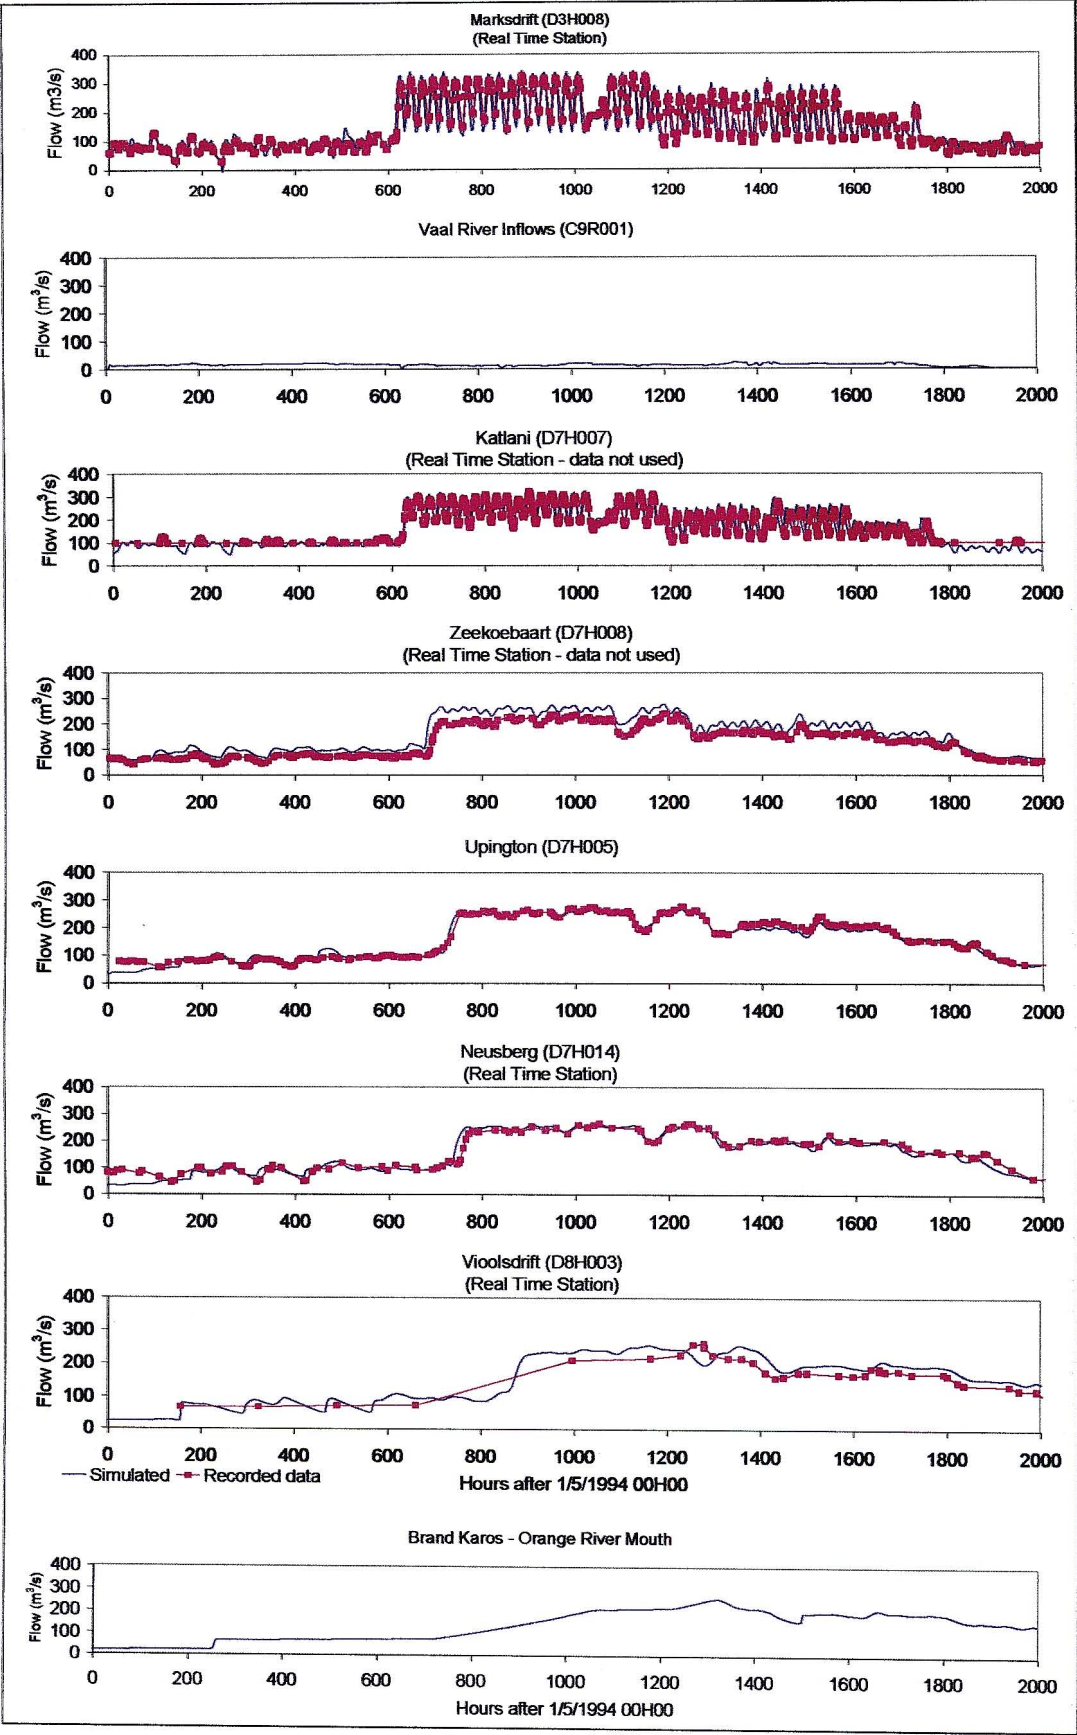 Marksdrift (D3H008)
(Real Time Station)
Flow (m3/s)
400
300
200
100
0
0 200 400 600 800 1000 1200 1400 1600 1800 2000
Vaal River Inflows (C9R001)
Flow (m³/s)
400
300
200
100
0
0 200 400 600 800 1000 1200 1400 1600 1800 2000
Katlani (D7H007)
(Real Time Station - data not used)
Flow (m³/s)
400
300
200
100
0
0 200 400 600 800 1000 1200 1400 1600 1800 2000
Zeekoebaart (D7H008)
(Real Time Station - data not used)
Flow (m³/s)
400
300
200
100
0
0 200 400 600 800 1000 1200 1400 1600 1800 2000
Upington (D7H005)
Flow (m³/s)
400
300
200
100
0
0 200 400 600 800 1000 1200 1400 1600 1800 2000
Neusberg (D7H014)
(Real Time Station)
Flow (m³/s)
400
300
200
100
0
0 200 400 600 800 1000 1200 1400 1600 1800 2000
Vioolsdrift (D8H003)
(Real Time Station)
Flow (m³/s)
400
300
200
100
0
0 200 400 600 800 1000 1200 1400 1600 1800 2000
Simulated Recorded data
Hours after 1/5/1994 00H00
Brand Karos - Orange River Mouth
Flow (m³/s)
400
300
200
100
0
0 200 400 600 800 1000 1200 1400 1600 1800 2000
Hours after 1/5/1994 00H00